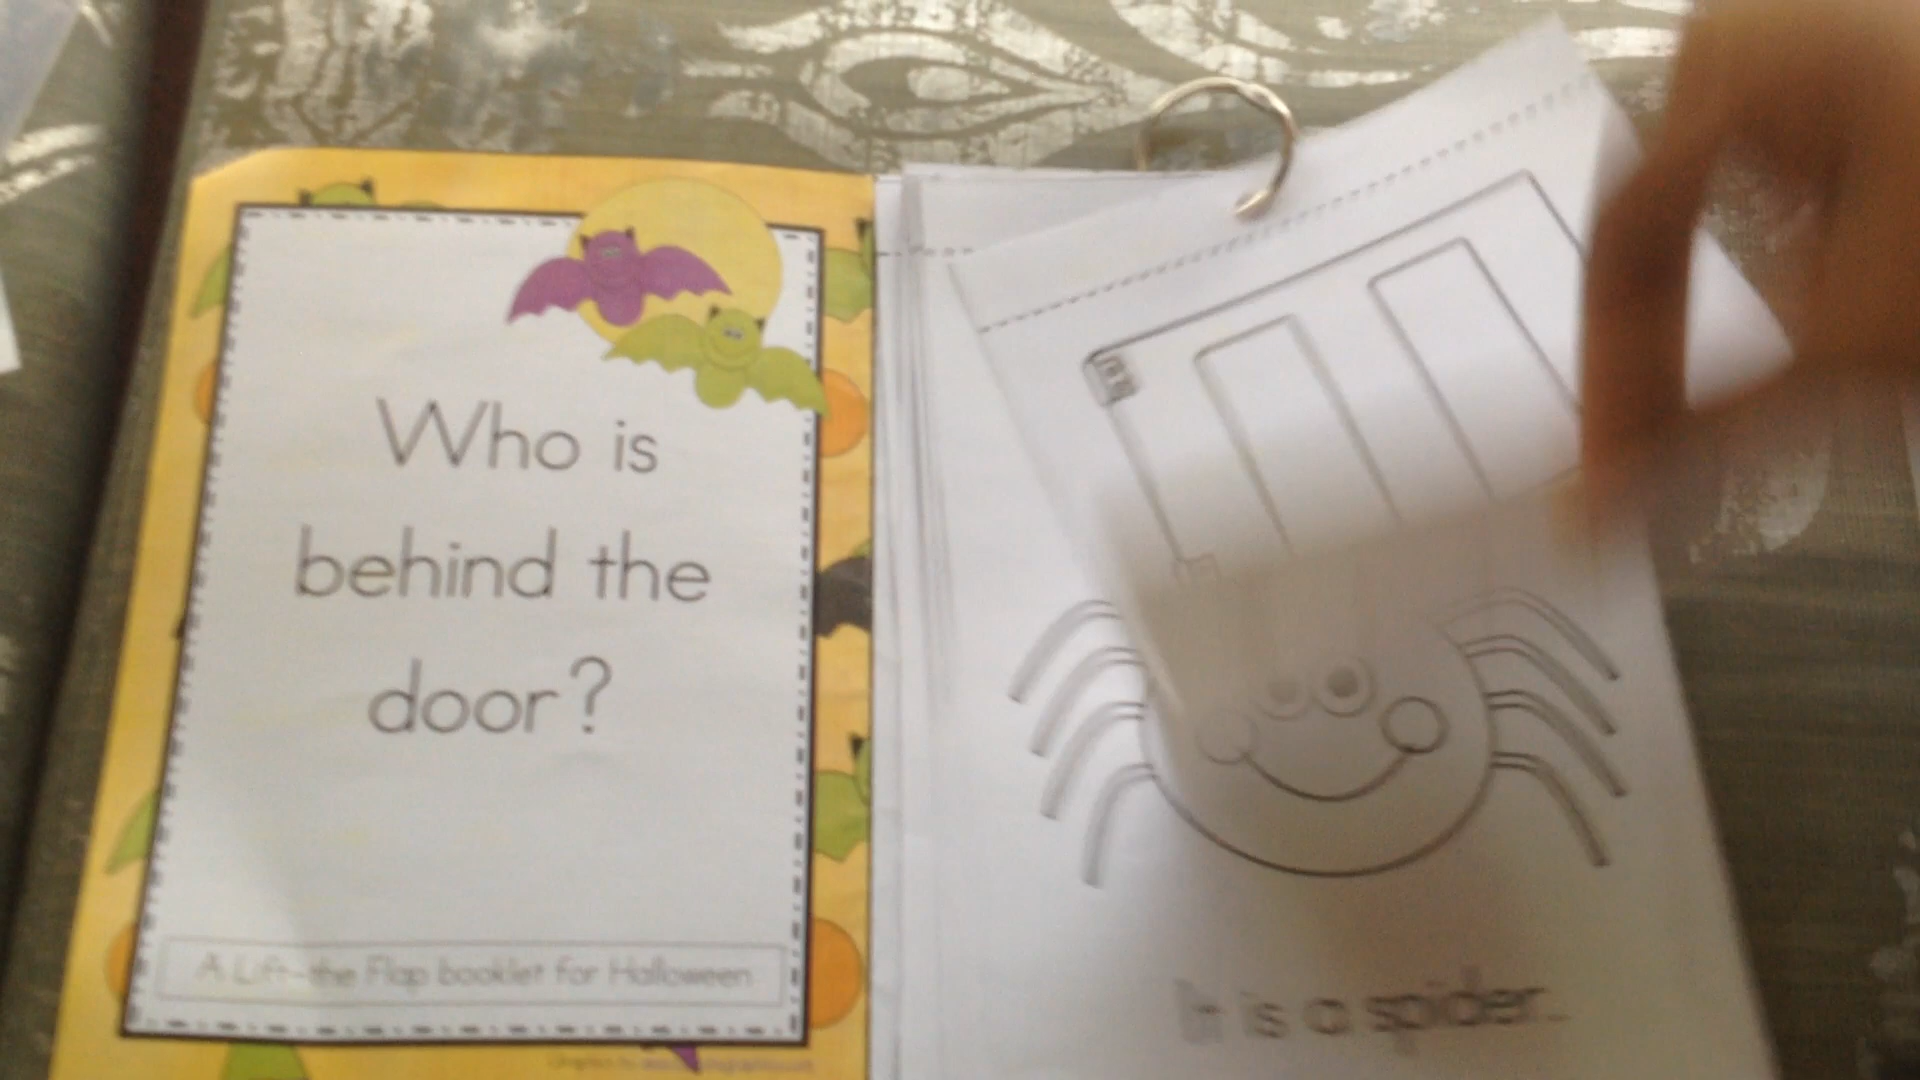 Who is
behind the
door?
A Lift-the Flap booklet for Halloween
It is a spider.